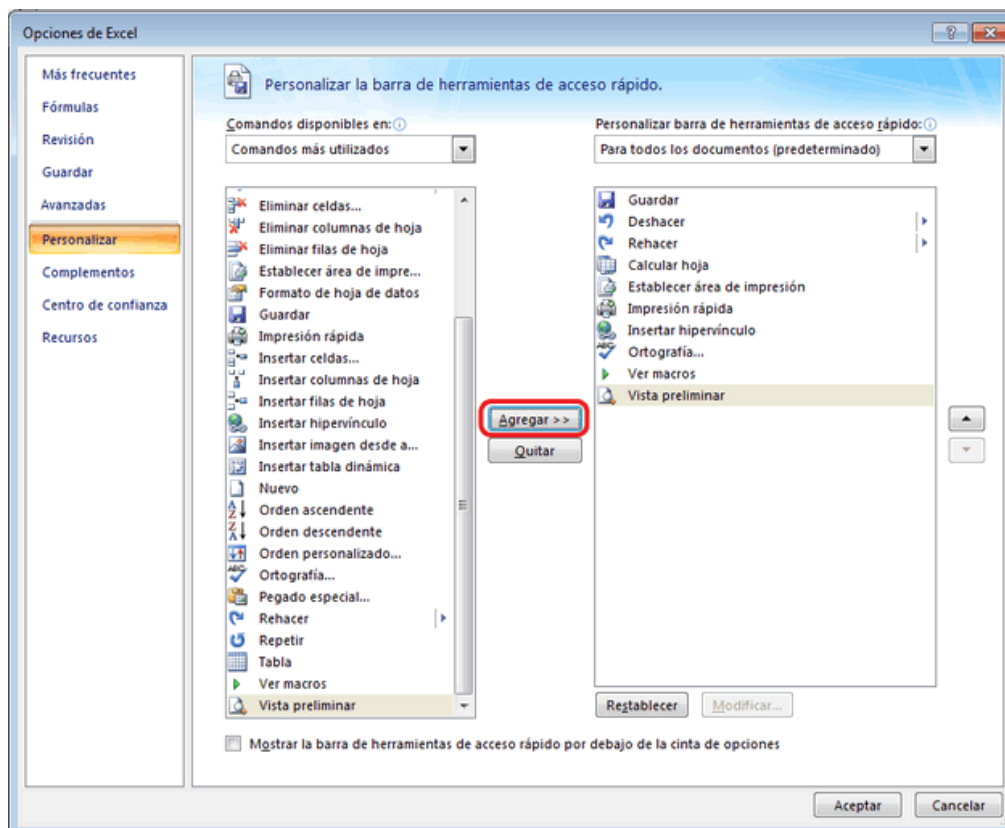 Opciones de Excel
Más frecuentes
Fórmulas
Revisión
Guardar
Avanzadas
Personalizar
Complementos
Centro de confianza
Recursos
Personalizar la barra de herramientas de acceso rápido.
Comandos disponibles en:
Comandos más utilizados
Eliminar celdas...
Eliminar columnas de hoja
Eliminar filas de hoja
Establecer área de impre...
Formato de hoja de datos
Guardar
Impresión rápida
Insertar celdas...
Insertar columnas de hoja
Insertar filas de hoja
Insertar hipervínculo
Insertar imagen desde a...
Insertar tabla dinámica
Nuevo
Orden ascendente
Orden descendente
Orden personalizado...
Ortografía...
Pegado especial...
Rehacer
Repetir
Tabla
Ver macros
Vista preliminar
Agregar >>
Quitar
Personalizar barra de herramientas de acceso rápido:
Para todos los documentos (predeterminado)
Guardar
Deshacer
Rehacer
Calcular hoja
Establecer área de impresión
Impresión rápida
Insertar hipervínculo
Ortografía...
Ver macros
Vista preliminar
Restablecer
Modificar...
Mostrar la barra de herramientas de acceso rápido por debajo de la cinta de opciones
Aceptar
Cancelar